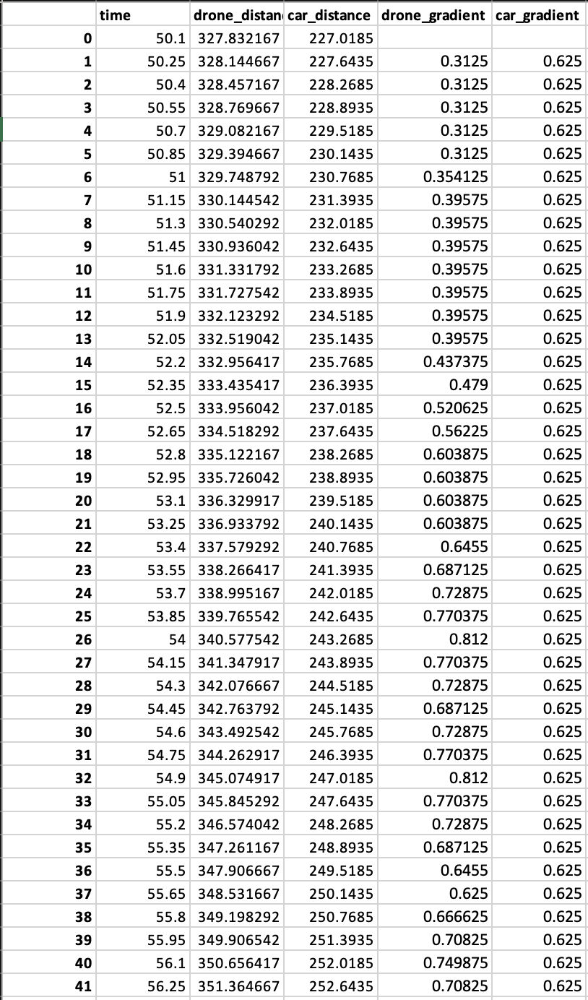 time drone_distan car_distance drone_gradient car_gradient
0 50.1 327.832167 227.0185
1 50.25 328.144667 227.6435 0.3125 0.625
2 50.4 328.457167 228.2685 0.3125 0.625
3 50.55 328.769667 228.8935 0.3125 0.625
4 50.7 329.082167 229.5185 0.3125 0.625
5 50.85 329.394667 230.1435 0.3125 0.625
6 51 329.748792 230.7685 0.354125 0.625
7 51.15 330.144542 231.3935 0.39575 0.625
8 51.3 330.540292 232.0185 0.39575 0.625
9 51.45 330.936042 232.6435 0.39575 0.625
10 51.6 331.331792 233.2685 0.39575 0.625
11 51.75 331.727542 233.8935 0.39575 0.625
12 51.9 332.123292 234.5185 0.39575 0.625
13 52.05 332.519042 235.1435 0.39575 0.625
14 52.2 332.956417 235.7685 0.437375 0.625
15 52.35 333.435417 236.3935 0.479 0.625
16 52.5 333.956042 237.0185 0.520625 0.625
17 52.65 334.518292 237.6435 0.56225 0.625
18 52.8 335.122167 238.2685 0.603875 0.625
19 52.95 335.726042 238.8935 0.603875 0.625
20 53.1 336.329917 239.5185 0.603875 0.625
21 53.25 336.933792 240.1435 0.603875 0.625
22 53.4 337.579292 240.7685 0.6455 0.625
23 53.55 338.266417 241.3935 0.687125 0.625
24 53.7 338.995167 242.0185 0.72875 0.625
25 53.85 339.765542 242.6435 0.770375 0.625
26 54 340.577542 243.2685 0.812 0.625
27 54.15 341.347917 243.8935 0.770375 0.625
28 54.3 342.076667 244.5185 0.72875 0.625
29 54.45 342.763792 245.1435 0.687125 0.625
30 54.6 343.492542 245.7685 0.72875 0.625
31 54.75 344.262917 246.3935 0.770375 0.625
32 54.9 345.074917 247.0185 0.812 0.625
33 55.05 345.845292 247.6435 0.770375 0.625
34 55.2 346.574042 248.2685 0.72875 0.625
35 55.35 347.261167 248.8935 0.687125 0.625
36 55.5 347.906667 249.5185 0.6455 0.625
37 55.65 348.531667 250.1435 0.625 0.625
38 55.8 349.198292 250.7685 0.666625 0.625
39 55.95 349.906542 251.3935 0.70825 0.625
40 56.1 350.656417 252.0185 0.749875 0.625
41 56.25 351.364667 252.6435 0.70825 0.625